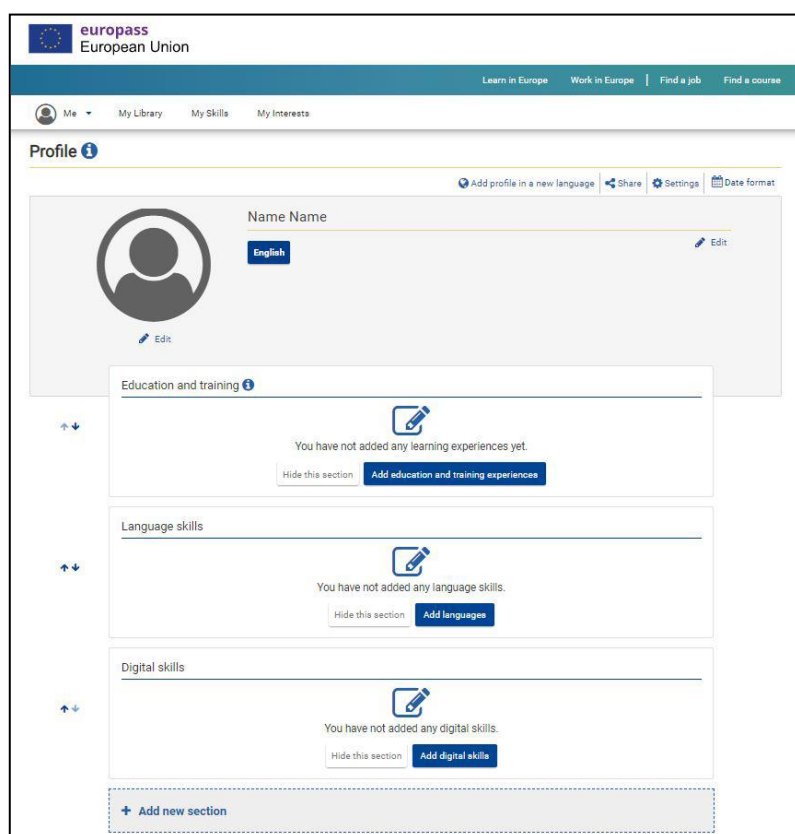 europass
European Union
Learn in Europe Work in Europe | Find a job Find a course
Me My Library My Skills My Interests
Profile
Add profile in a new language Share Settings Date format
Name Name
English
Edit
Edit
Education and training
You have not added any learning experiences yet.
Hide this section Add education and training experiences
Language skills
You have not added any language skills.
Hide this section Add languages
Digital skills
You have not added any digital skills.
Hide this section Add digital skills
+ Add new section